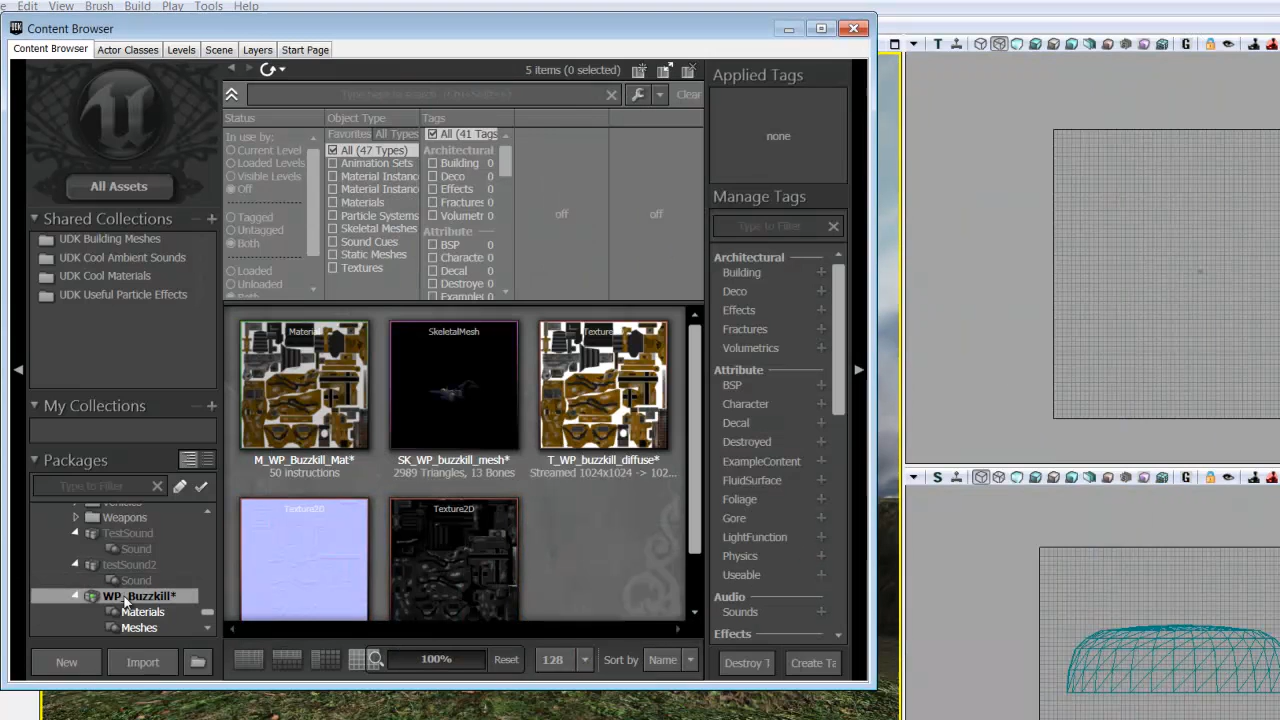 Edit View Brush Build Play Tools Help
Content Browser
Content Browser Actor Classes Levels Scene Layers Start Page
5 items (0 selected)
Clear
All Assets
Shared Collections
UDK Building Meshes
UDK Cool Ambient Sounds
UDK Cool Materials
UDK Useful Particle Effects
My Collections
Packages
Type to Filter
Weapons
TestSound
Sound
testSound2
Sound
WP_Buzzkill*
Materials
Meshes
New Import
Status
In use by:
Current Level
Loaded Levels
Visible Levels
Off
Tagged
Untagged
Both
Loaded
Unloaded
Both
Object Type
Favorites All Types
All (47 Types)
Animation Sets
Material Instanc
Material Instanc
Materials
Particle Systems
Skeletal Meshes
Sound Cues
Static Meshes
Textures
Tags
All (41 Tags
Architectural
Building 0
Deco 0
Effects 0
Fractures 0
Volumetr 0
Attribute
BSP 0
Characte 0
Decal 0
Destroye 0
Example 0
off off
Material
M_WP_Buzzkill_Mat*
50 instructions
SkeletalMesh
SK_WP_buzzkill_mesh*
2989 Triangles, 13 Bones
Texture
T_WP_buzzkill_diffuse*
Streamed 1024x1024 -> 102...
Texture2D
Texture2D
100% Reset 128 Sort by Name
Applied Tags
none
Manage Tags
Type to Filter
Architectural
Building
Deco
Effects
Fractures
Volumetrics
Attribute
BSP
Character
Decal
Destroyed
ExampleContent
FluidSurface
Foliage
Gore
LightFunction
Physics
Useable
Audio
Sounds
Effects
Destroy T Create Ta
T G
S G